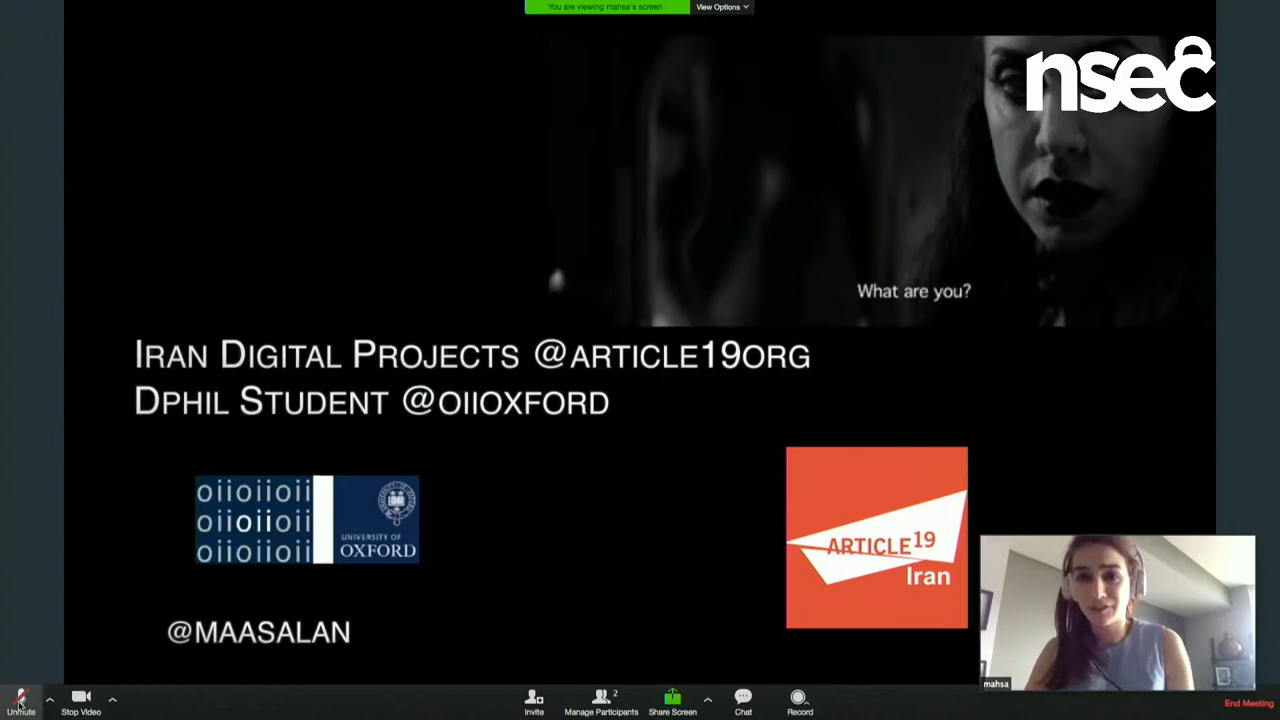 You are viewing mahsa's screen
View Options
nsec
What are you?
IRAN DIGITAL PROJECTS @ARTICLE19ORG
DPHIL STUDENT @OIIOXFORD
oiioiioii
oiioiioii
oiioiioii
UNIVERSITY OF
OXFORD
ARTICLE 19
Iran
@MAASALAN
mahsa
Unmute
Stop Video
Invite
2
Manage Participants
Share Screen
Chat
Record
End Meeting